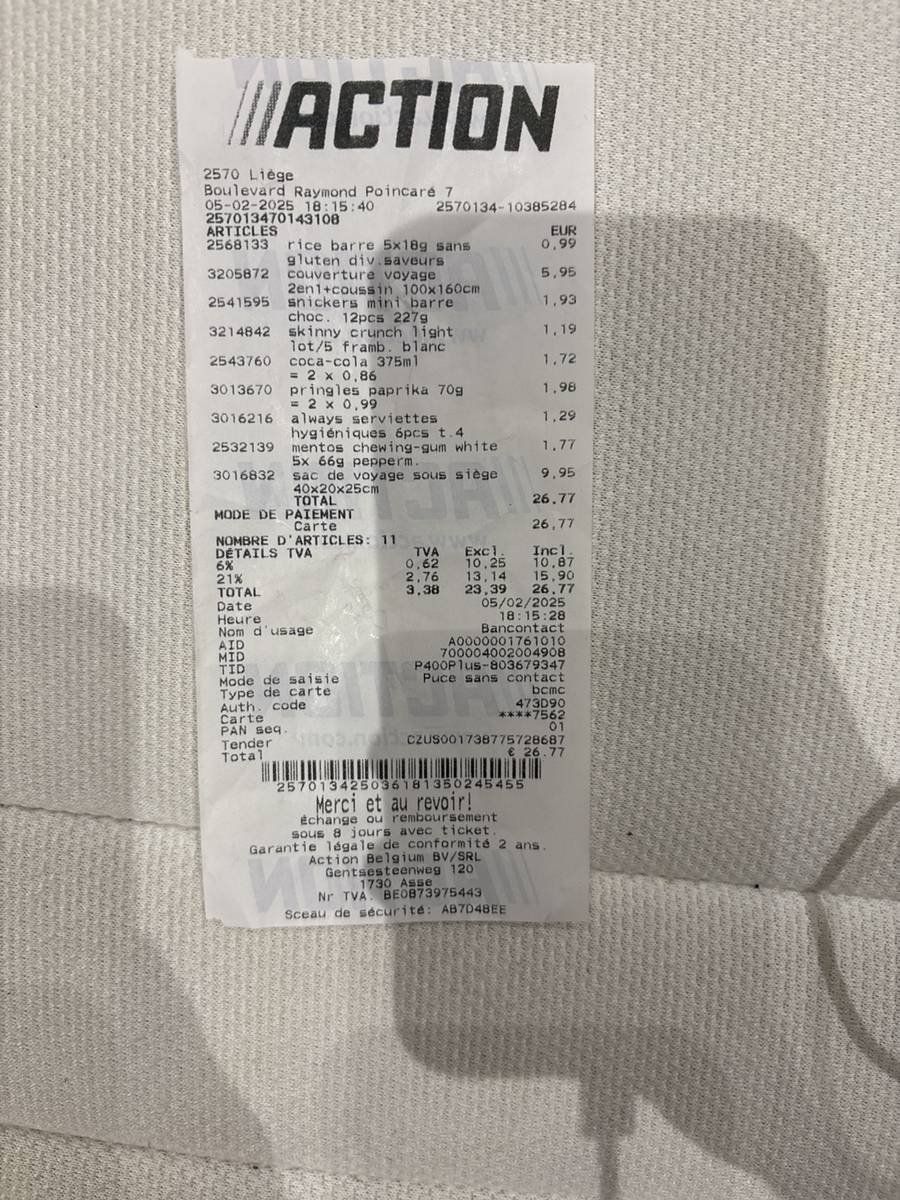 ACTION
2570 Liège
Boulevard Raymond Poincaré 7
05-02-2025 18:15:40 2570134-10385284
257013470143108
ARTICLES EUR
2568133 rice barre 5x18g sans 0,99
gluten div.saveurs
3205872 couverture voyage 5,95
2en1+coussin 100x160cm
2541595 snickers mini barre 1,93
choc. 12pcs 227g
3214842 skinny crunch light 1,19
lot/5 framb. blanc
2543760 coca-cola 375ml 1,72
= 2 x 0,86
3013670 pringles paprika 70g 1,98
= 2 x 0,99
3016216 always serviettes 1,29
hygiéniques 6pcs t.4
2532139 mentos chewing-gum white 1,77
5x 66g pepperm.
3016832 sac de voyage sous siège 9,95
40x20x25cm
TOTAL 26,77
MODE DE PAIEMENT
Carte 26,77
NOMBRE D'ARTICLES: 11
DÉTAILS TVA TVA Excl. Incl.
6% 0,62 10,25 10,87
21% 2,76 13,14 15,90
TOTAL 3,38 23,39 26,77
Date 05/02/2025
Heure 18:15:28
Nom d'usage Bancontact
AID A0000001761010
MID 700004002004908
TID P400Plus-803679347
Mode de saisie Puce sans contact
Type de carte bcmc
Auth. code 473D90
Carte ****7562
PAN seq. 01
Tender CZUS001738775728687
Total € 26.77
257013425036181350245455
Merci et au revoir!
Échange ou remboursement
sous 8 jours avec ticket.
Garantie légale de conformité 2 ans.
Action Belgium BV/SRL
Gentsesteenweg 120
1730 Asse
Nr TVA. BE0873975443
Sceau de sécurité: AB7D4BEE